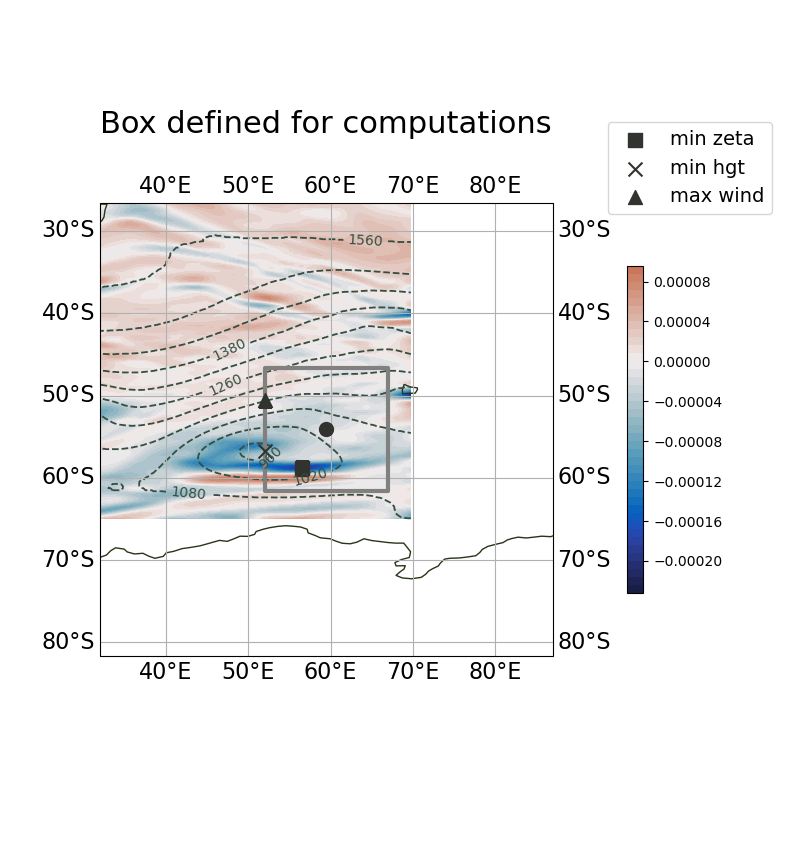 Box defined for computations
min zeta
min hgt
max wind
40°E 50°E 60°E 70°E 80°E
30°S 1560 30°S
0.00008
40°S 40°S
0.00004
1380
0.00000
1260
50°S 50°S
−0.00004
−0.00008
900
60°S 1020 60°S
1080
−0.00012
−0.00016
70°S 70°S
−0.00020
80°S 80°S
40°E 50°E 60°E 70°E 80°E